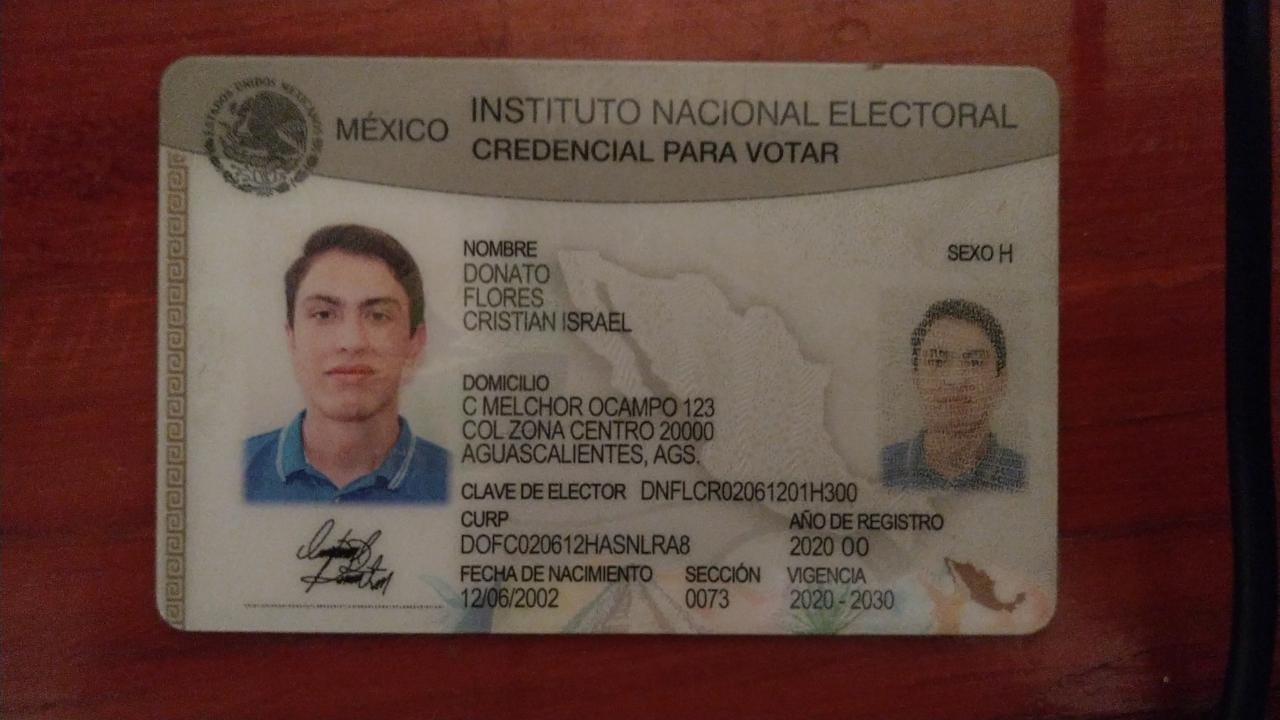 ESTADOS UNIDOS MEXICANOS
MÉXICO
INSTITUTO NACIONAL ELECTORAL
CREDENCIAL PARA VOTAR
NOMBRE
DONATO
FLORES
CRISTIAN ISRAEL
SEXO H
DOMICILIO
C MELCHOR OCAMPO 123
COL ZONA CENTRO 20000
AGUASCALIENTES, AGS.
CLAVE DE ELECTOR DNFLCR02061201H300
CURP
DOFC020612HASNLRA8
AÑO DE REGISTRO
2020 00
FECHA DE NACIMIENTO
12/06/2002
SECCIÓN
0073
VIGENCIA
2020 - 2030